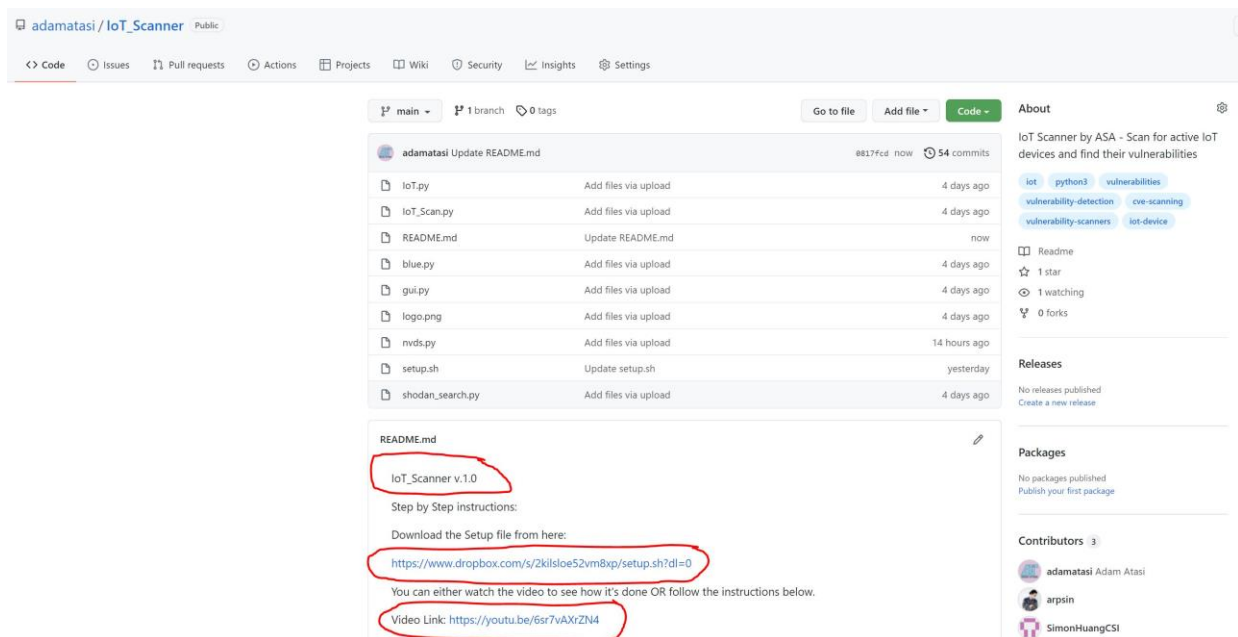 adamatasi / IoT_Scanner Public
Code Issues Pull requests Actions Projects Wiki Security Insights Settings
main 1 branch 0 tags Go to file Add file Code
adamatasi Update README.md 0817fcd now 54 commits
IoT.py Add files via upload 4 days ago
IoT_Scan.py Add files via upload 4 days ago
README.md Update README.md now
blue.py Add files via upload 4 days ago
gui.py Add files via upload 4 days ago
logo.png Add files via upload 4 days ago
nvds.py Add files via upload 14 hours ago
setup.sh Update setup.sh yesterday
shodan_search.py Add files via upload 4 days ago
README.md
IoT_Scanner v.1.0
Step by Step instructions:
Download the Setup file from here:
https://www.dropbox.com/s/2kilsloe52vm8xp/setup.sh?dl=0
You can either watch the video to see how it's done OR follow the instructions below.
Video Link: https://youtu.be/6sr7vAXrZN4
About
IoT Scanner by ASA - Scan for active IoT
devices and find their vulnerabilities
iot python3 vulnerabilities
vulnerability-detection cve-scanning
vulnerability-scanners iot-device
Readme
1 star
1 watching
0 forks
Releases
No releases published
Create a new release
Packages
No packages published
Publish your first package
Contributors 3
adamatasi Adam Atasi
arpsin
SimonHuangCSI